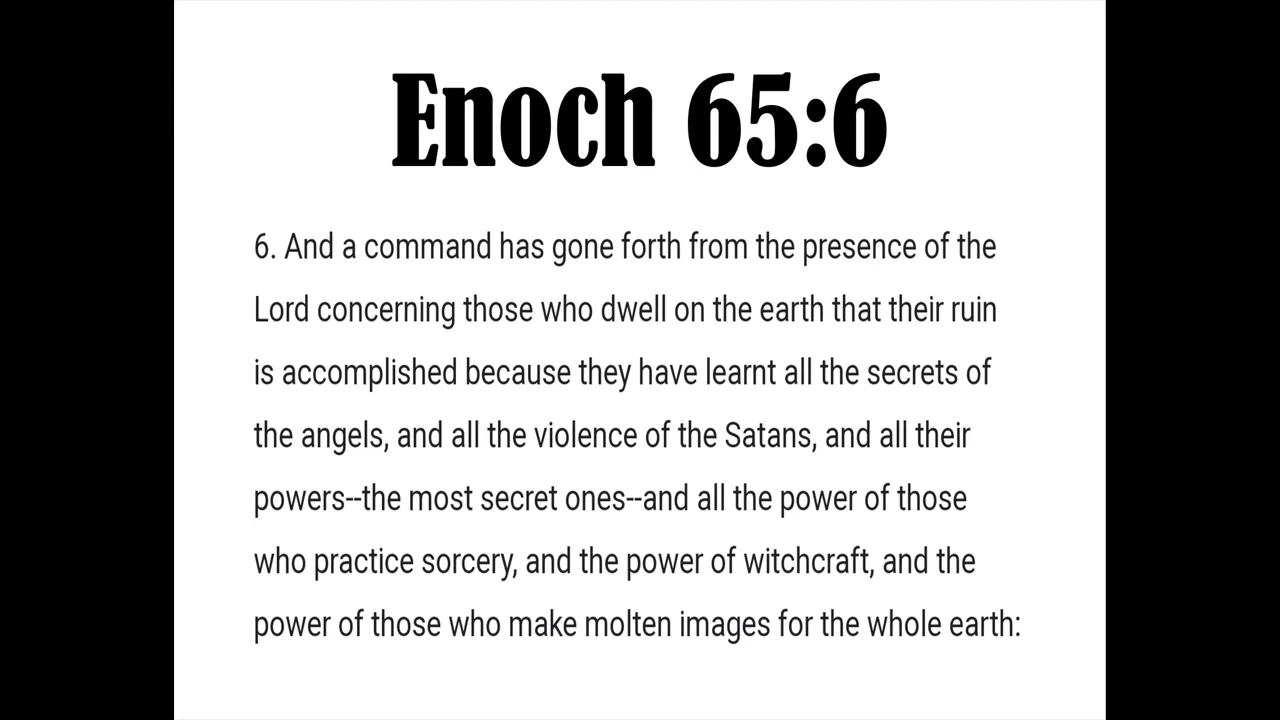 Enoch 65:6
6. And a command has gone forth from the presence of the
Lord concerning those who dwell on the earth that their ruin
is accomplished because they have learnt all the secrets of
the angels, and all the violence of the Satans, and all their
powers--the most secret ones--and all the power of those
who practice sorcery, and the power of witchcraft, and the
power of those who make molten images for the whole earth: